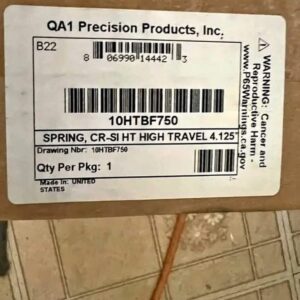 QA1 Precision Products, Inc.
B22
8 06990 14442 3
10HTBF750
SPRING, CR-SI HT HIGH TRAVEL 4.125"
Drawing Nbr: 10HTBF750
Qty Per Pkg: 1
Made In: UNITED
STATES
⚠ WARNING: Cancer and
Reproductive Harm -
www.P65Warnings.ca.gov